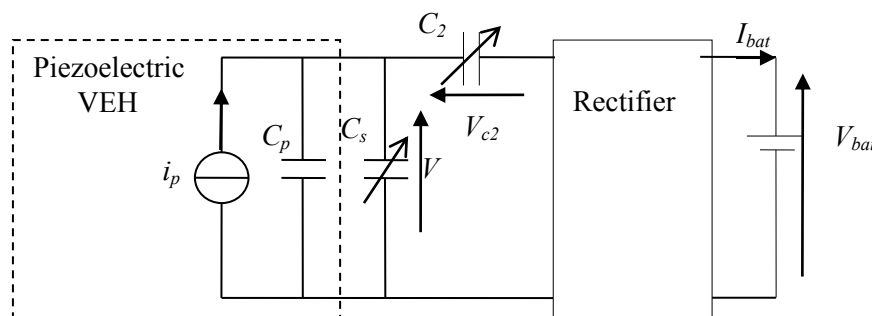 Piezoelectric
VEH
C2
Ibat
Rectifier
Cp
Cs
Vc2
V
Vbat
ip